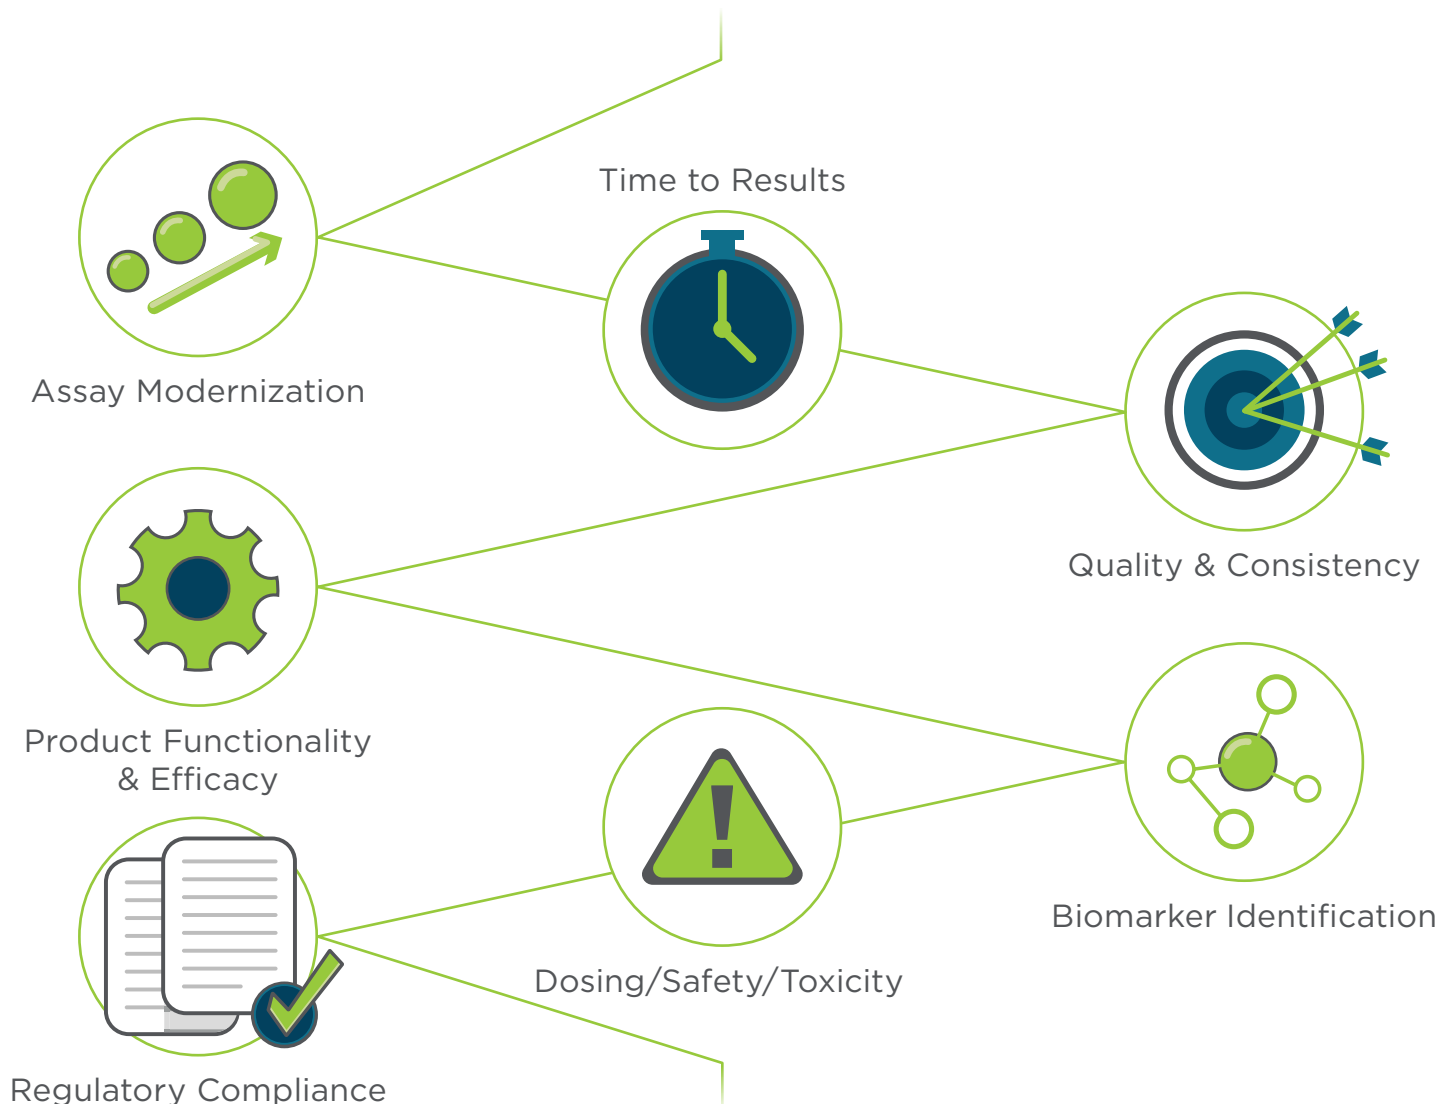 Time to Results
Assay Modernization
Quality & Consistency
Product Functionality
& Efficacy
Biomarker Identification
Dosing/Safety/Toxicity
Regulatory Compliance